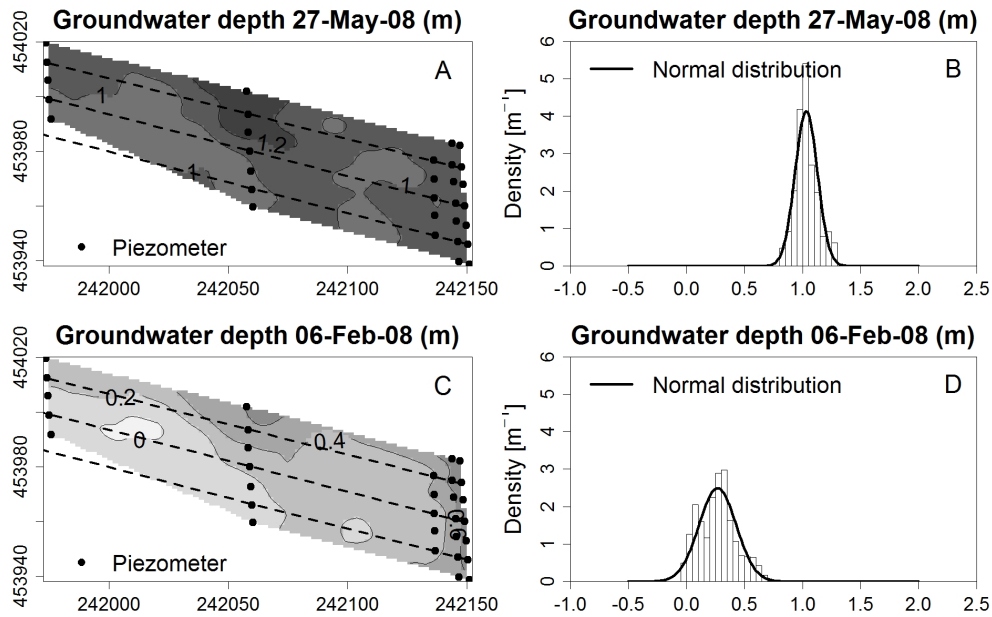 Groundwater depth 27-May-08 (m)
A
1
1.2
1
1
Piezometer
454020
453980
453940
242000 242050 242100 242150
Groundwater depth 27-May-08 (m)
B
Normal distribution
Density [m⁻¹]
6
5
4
3
2
1
0
-1.0 -0.5 0.0 0.5 1.0 1.5 2.0 2.5
Groundwater depth 06-Feb-08 (m)
C
0.2
0
0.4
0.6
Piezometer
454020
453980
453940
242000 242050 242100 242150
Groundwater depth 06-Feb-08 (m)
D
Normal distribution
Density [m⁻¹]
6
5
4
3
2
1
0
-1.0 -0.5 0.0 0.5 1.0 1.5 2.0 2.5